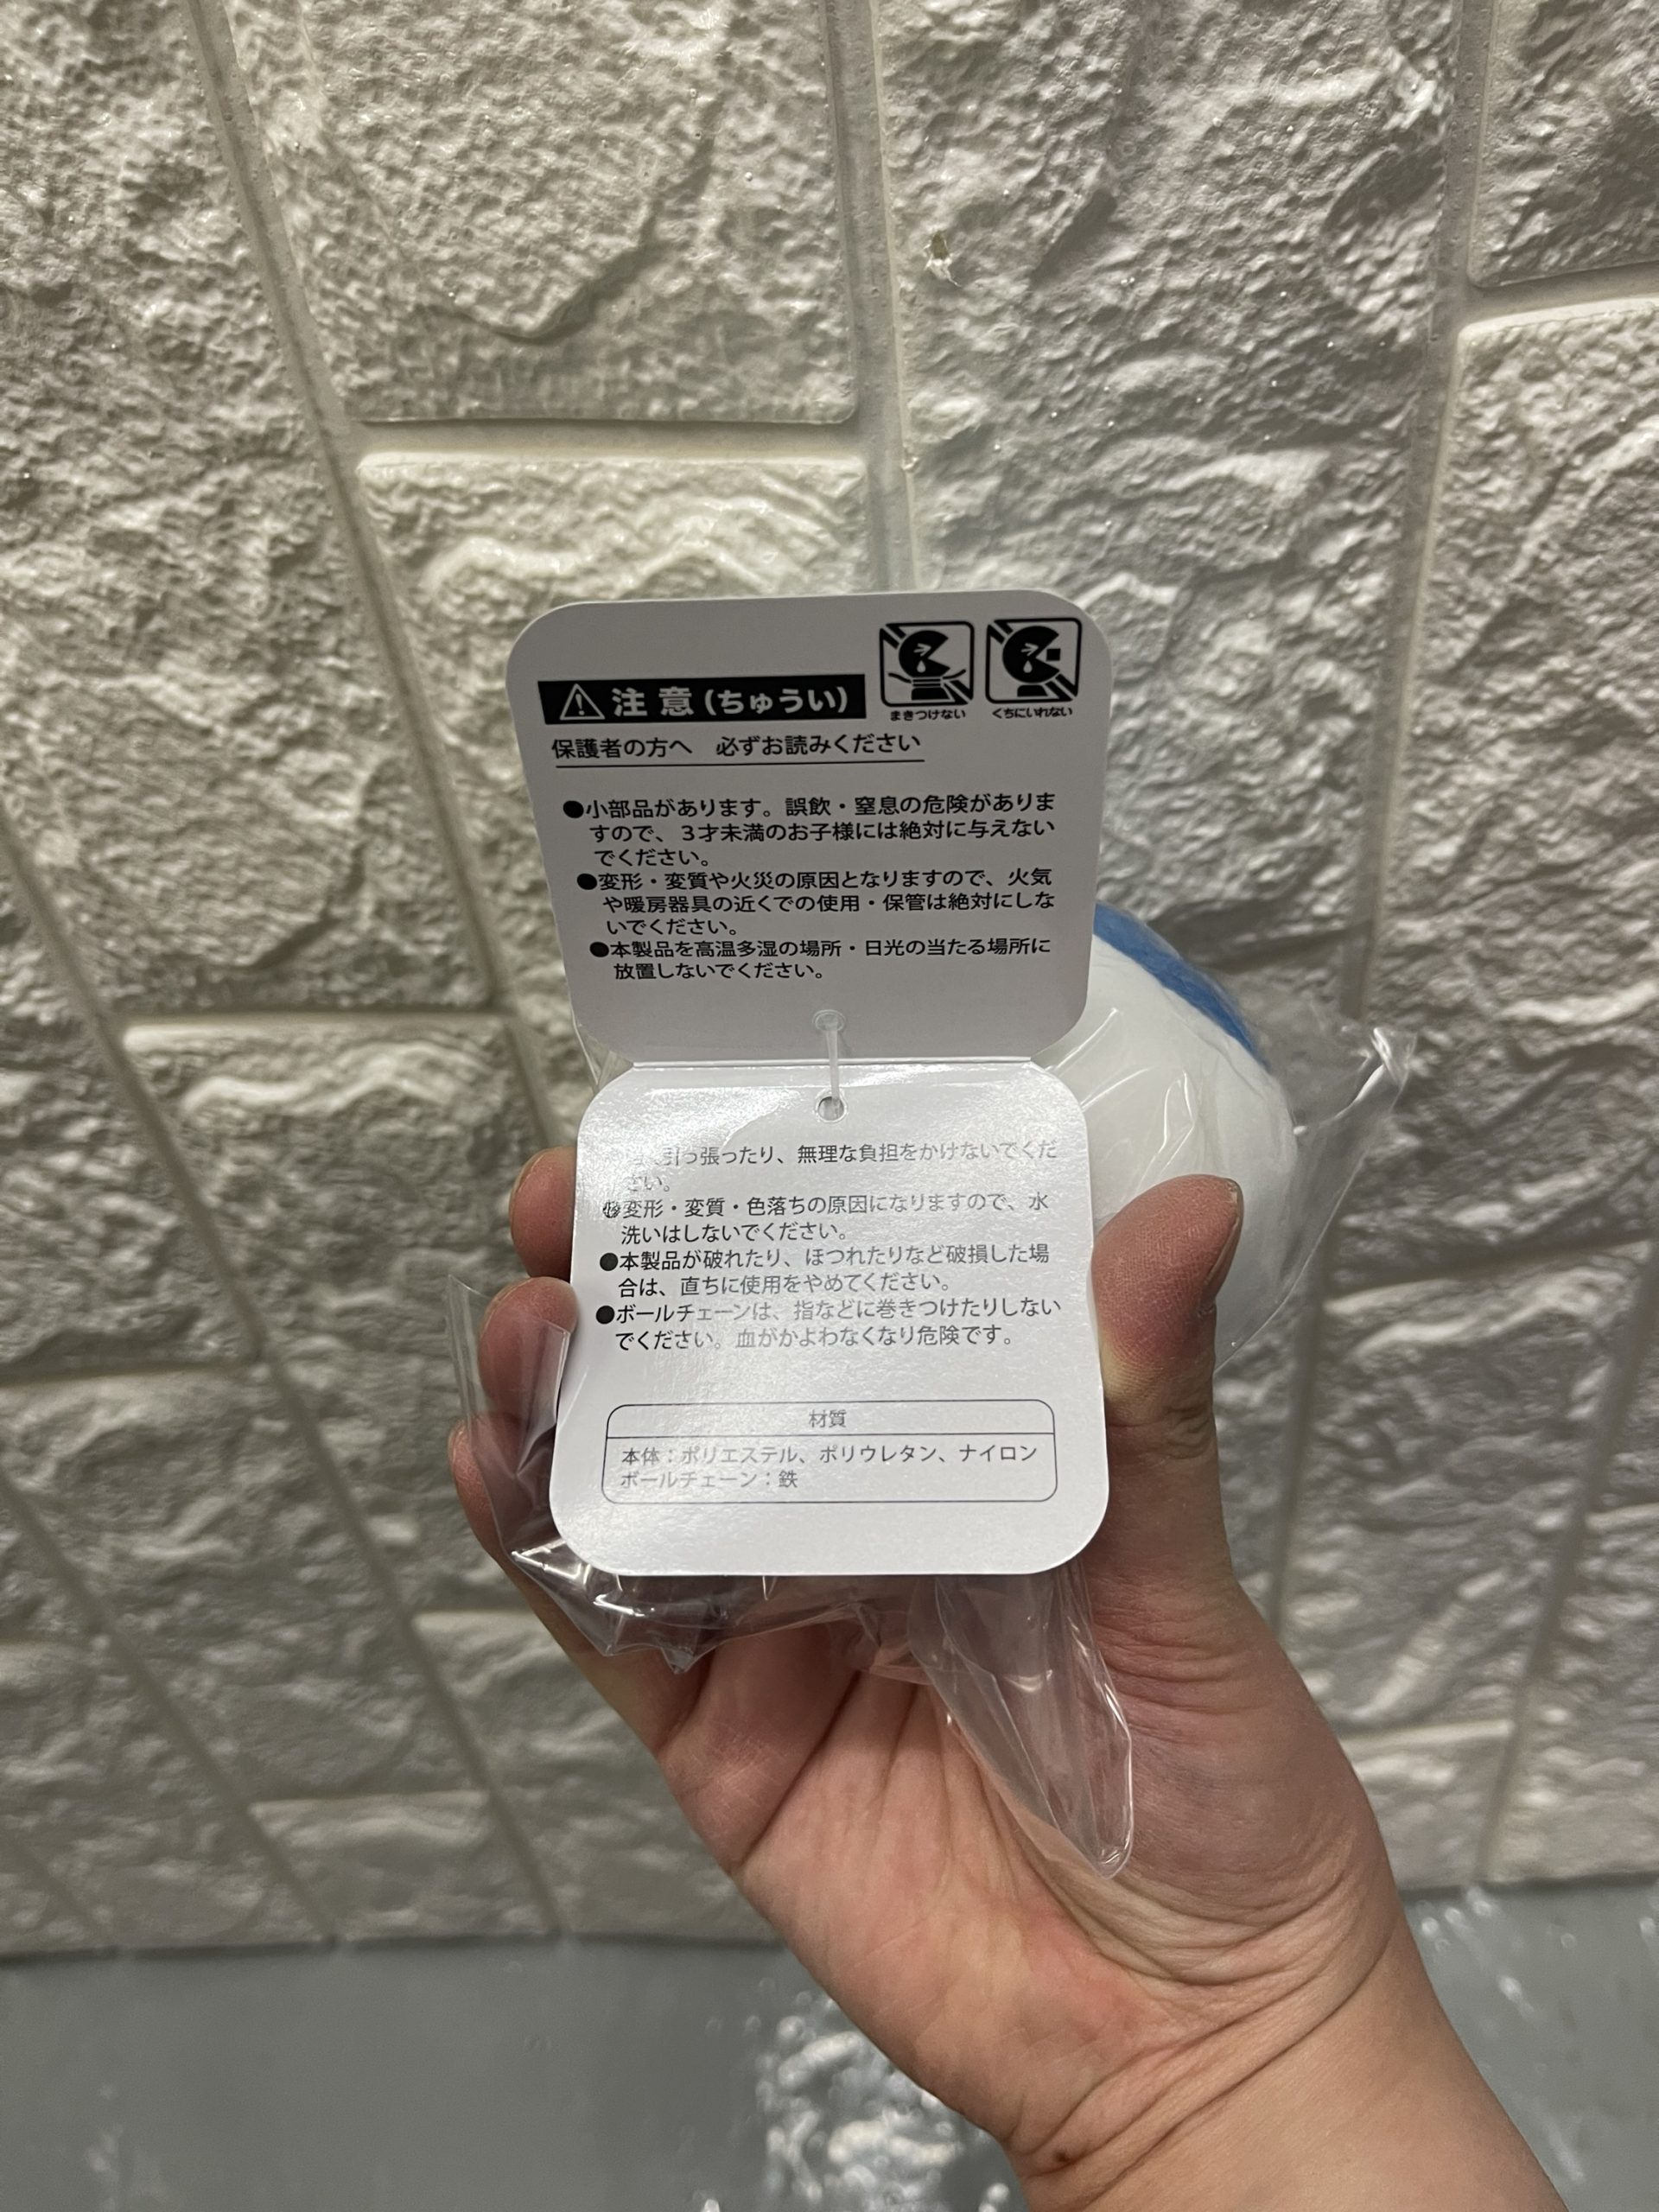 注意(ちゅうい)
まきつけない
くちにいれない
保護者の方へ 必ずお読みください
●小部品があります。誤飲・窒息の危険がありま
すので、3才未満のお子様には絶対に与えない
でください。
●変形・変質や火災の原因となりますので、火気
や暖房器具の近くでの使用・保管は絶対にしな
いでください。
●本製品を高温多湿の場所・日光の当たる場所に
放置しないでください。
引っ張ったり、無理な負担をかけないでくだ
さい。
●変形・変質・色落ちの原因になりますので、水
洗いはしないでください。
●本製品が破れたり、ほつれたりなど破損した場
合は、直ちに使用をやめてください。
●ボールチェーンは、指などに巻きつけたりしない
でください。血がかよわなくなり危険です。
材質
本体:ポリエステル、ポリウレタン、ナイロン
ボールチェーン:鉄